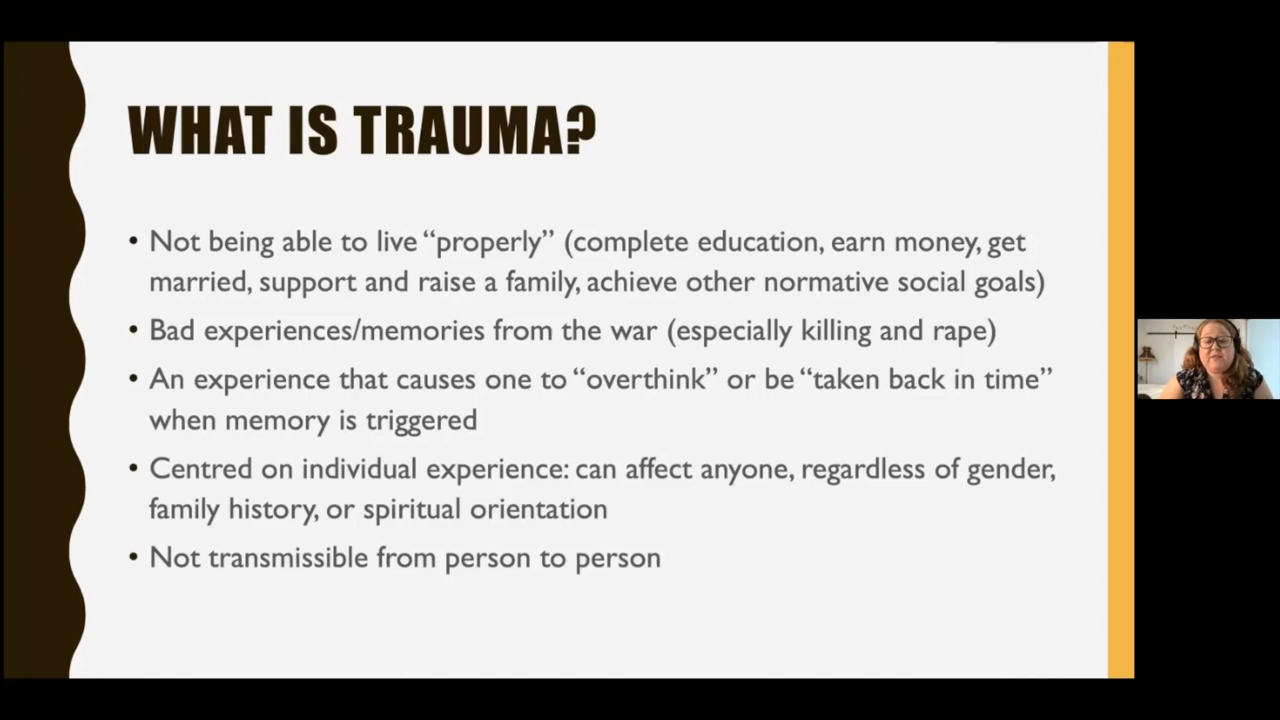 WHAT IS TRAUMA?
• Not being able to live “properly” (complete education, earn money, get
married, support and raise a family, achieve other normative social goals)
• Bad experiences/memories from the war (especially killing and rape)
• An experience that causes one to “overthink” or be “taken back in time”
when memory is triggered
• Centred on individual experience: can affect anyone, regardless of gender,
family history, or spiritual orientation
• Not transmissible from person to person